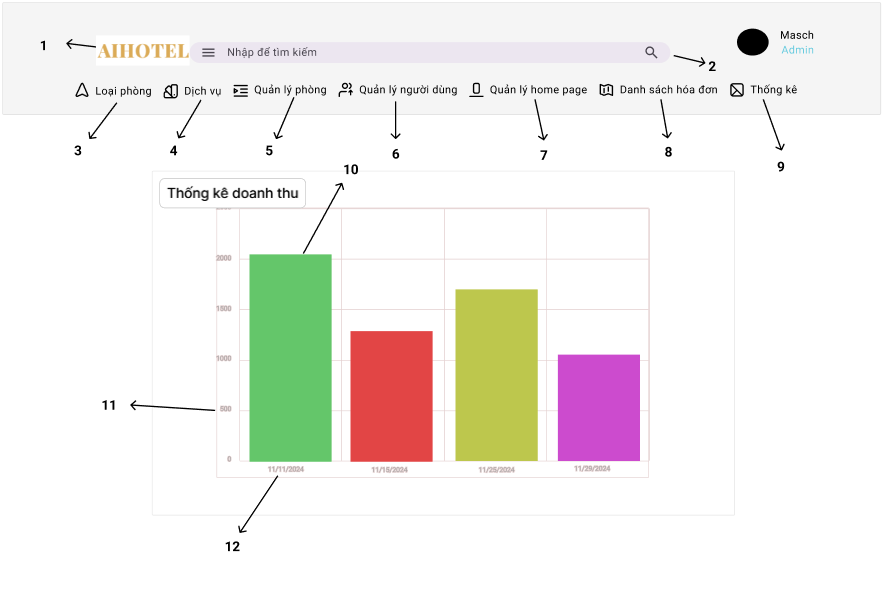 Masch
1
AIHOTEL
Nhập để tìm kiếm
Admin
2
Loại phòng
Dịch vụ
Quản lý phòng
Quản lý người dùng
Quản lý home page
Danh sách hóa đơn
Thống kê
3
4
5
6
7
8
9
10
Thống kê doanh thu
2000
1500
1000
11
500
0
11/11/2024
11/15/2024
11/25/2024
11/29/2024
12